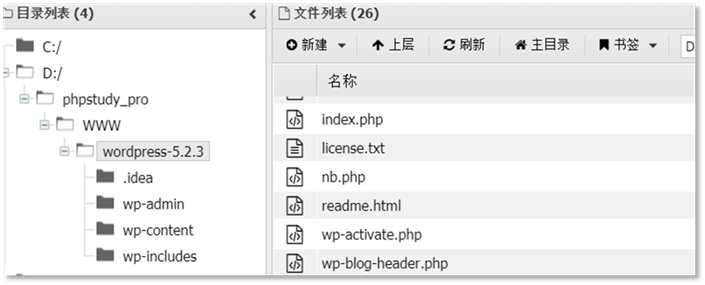 目录列表 (4)
C:/
D:/
phpstudy_pro
WWW
wordpress-5.2.3
.idea
wp-admin
wp-content
wp-includes
文件列表 (26)
新建 上层 刷新 主目录 书签 D
名称
index.php
license.txt
nb.php
readme.html
wp-activate.php
wp-blog-header.php